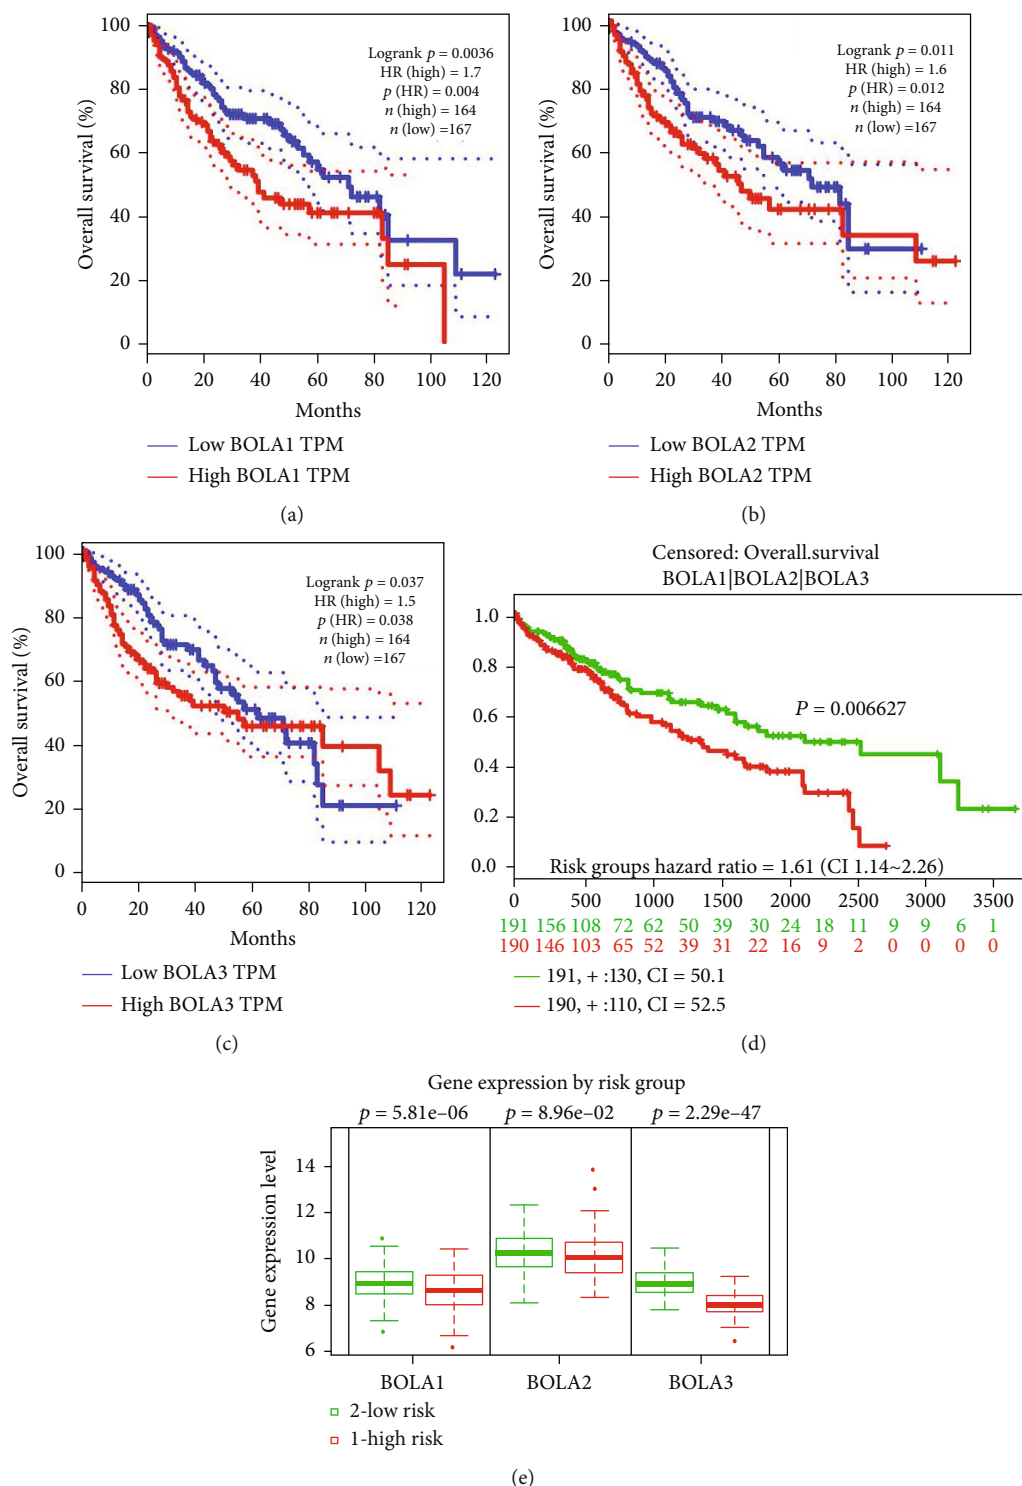 100
80
60
40
20
0
Overall survival (%)
Logrank p = 0.0036
HR (high) = 1.7
p (HR) = 0.004
n (high) = 164
n (low) =167
0 20 40 60 80 100 120
Months
Low BOLA1 TPM
High BOLA1 TPM
(a)
100
80
60
40
20
0
Overall survival (%)
Logrank p = 0.011
HR (high) = 1.6
p (HR) = 0.012
n (high) = 164
n (low) =167
0 20 40 60 80 100 120
Months
Low BOLA2 TPM
High BOLA2 TPM
(b)
100
80
60
40
20
0
Overall survival (%)
Logrank p = 0.037
HR (high) = 1.5
p (HR) = 0.038
n (high) = 164
n (low) =167
0 20 40 60 80 100 120
Months
Low BOLA3 TPM
High BOLA3 TPM
(c)
Censored: Overall.survival
BOLA1|BOLA2|BOLA3
1.0
0.8
0.6
0.4
0.2
0.0
P = 0.006627
Risk groups hazard ratio = 1.61 (CI 1.14~2.26)
0 500 1000 1500 2000 2500 3000 3500
191 156 108 72 62 50 39 30 24 18 11 9 9 6 1
190 146 103 65 52 39 31 22 16 9 2 0 0 0 0
191, + :130, CI = 50.1
190, + :110, CI = 52.5
(d)
Gene expression by risk group
p = 5.81e–06 p = 8.96e–02 p = 2.29e–47
Gene expression level
14
12
10
8
6
BOLA1 BOLA2 BOLA3
2-low risk
1-high risk
(e)